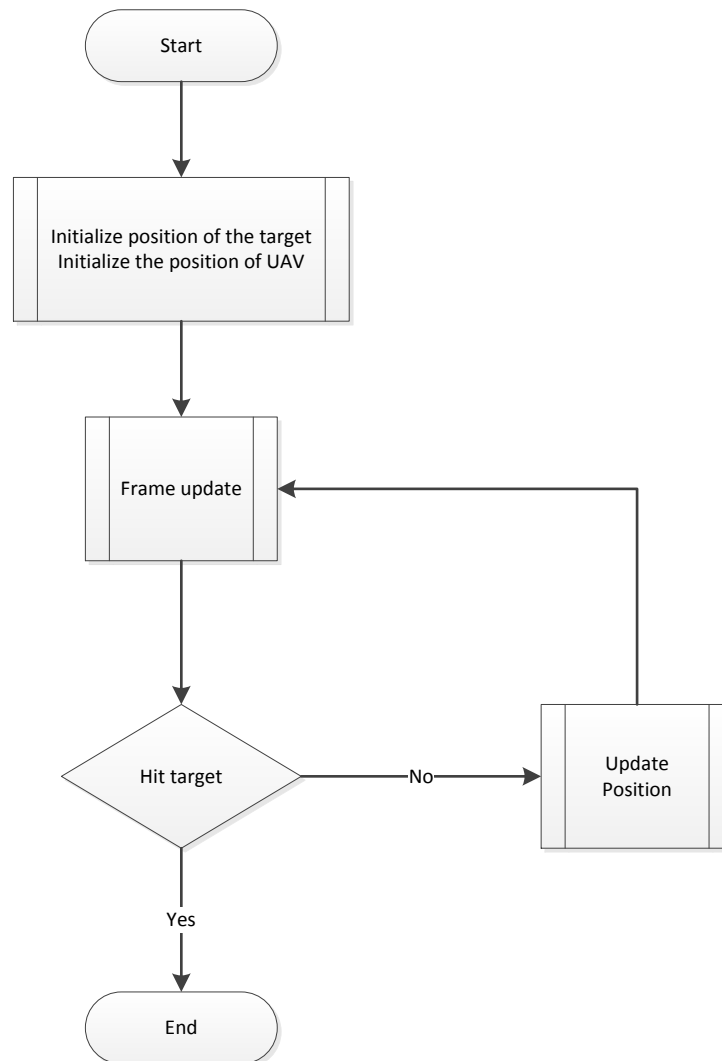 Start
Initialize position of the target
Initialize the position of UAV
Frame update
Hit target
No
Update
Position
Yes
End